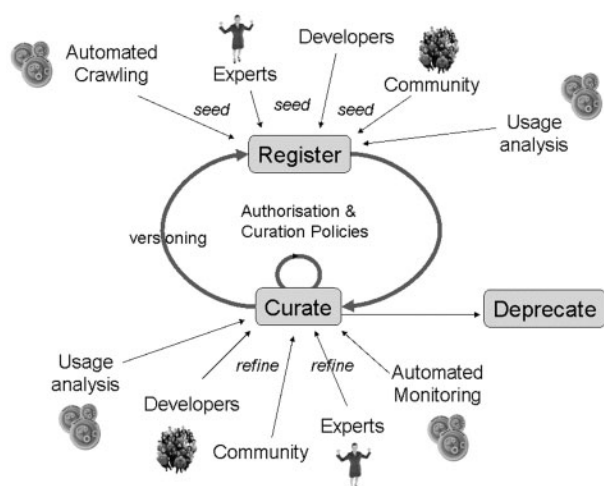 Developers
Automated
Crawling
Experts
Community
seed
seed
seed
Usage
analysis
Register
Authorisation &
Curation Policies
versioning
Curate
Deprecate
Usage
analysis
refine
refine
Automated
Monitoring
Developers
Experts
Community